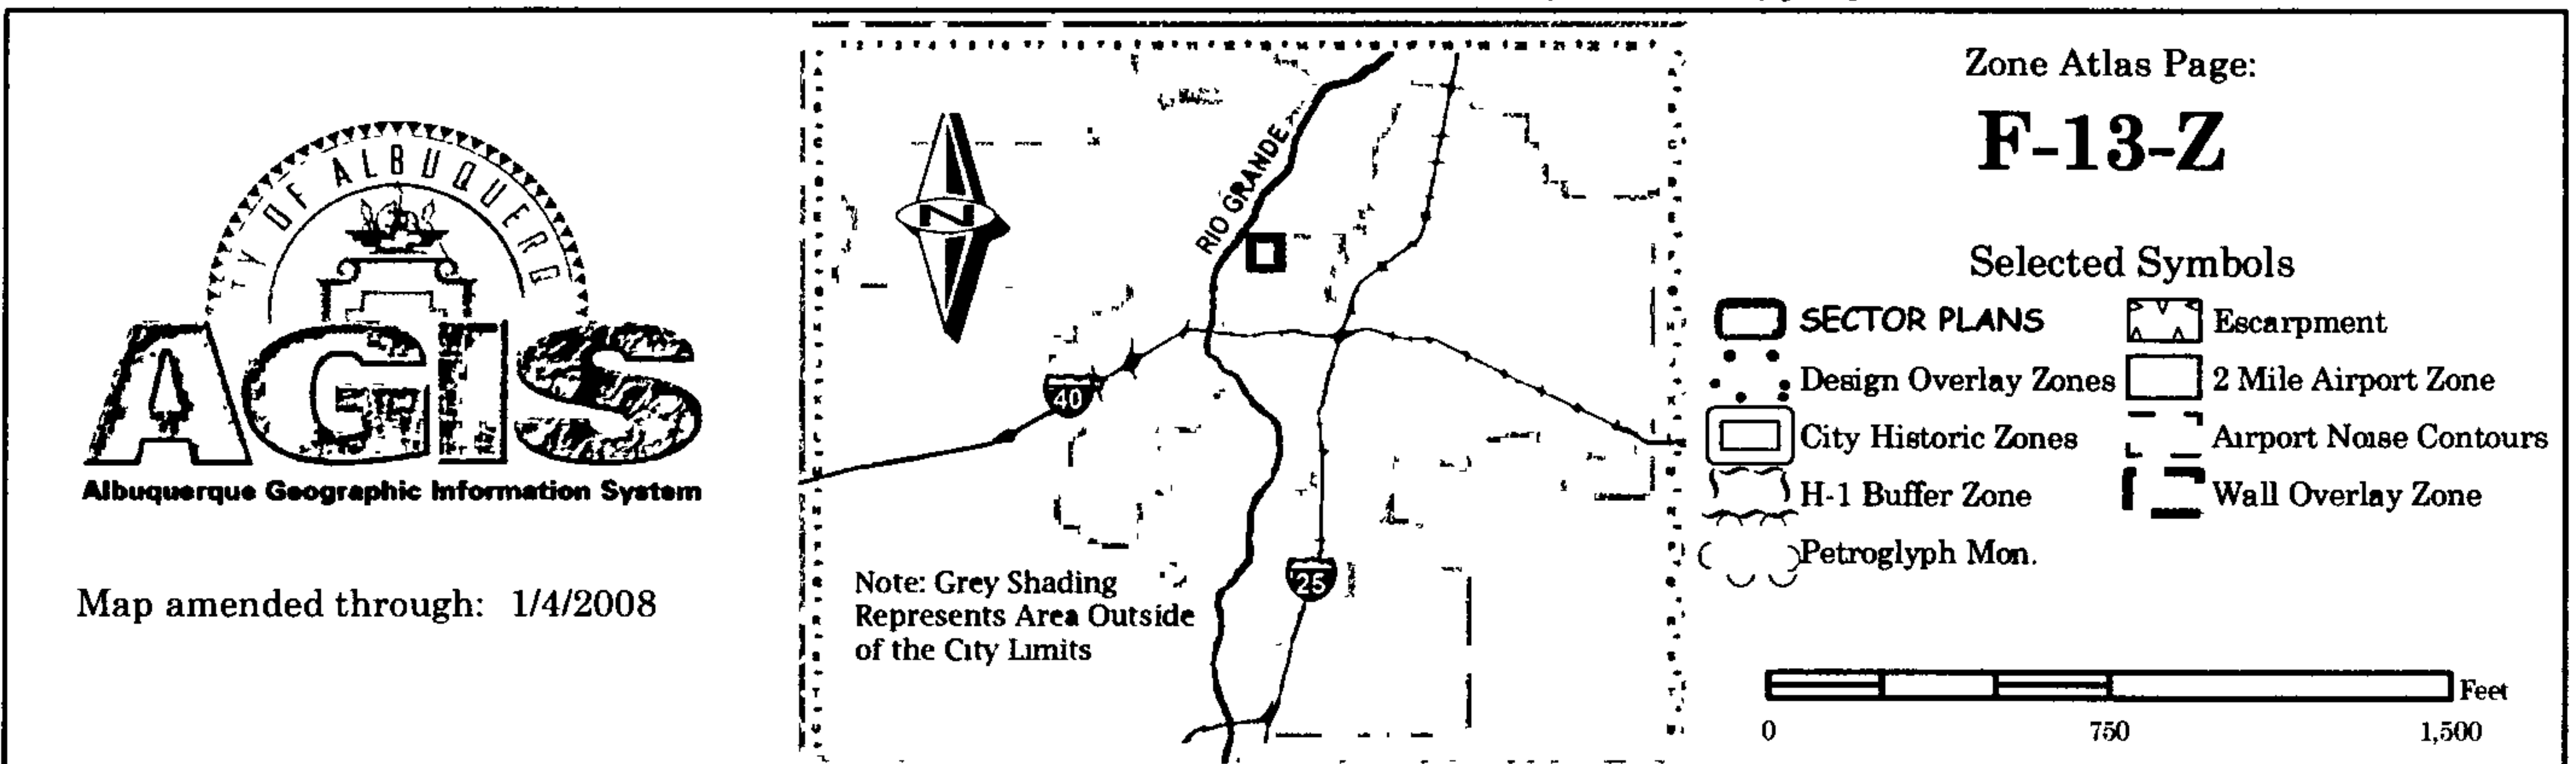 TY OF ALBUQUERQ
AGIS
Albuquerque Geographic Information System
Map amended through: 1/4/2008
N
RIO GRANDE
40
25
Note: Grey Shading
Represents Area Outside
of the City Limits
Zone Atlas Page:
F-13-Z
Selected Symbols
SECTOR PLANS
Design Overlay Zones
City Historic Zones
H-1 Buffer Zone
Petroglyph Mon.
Escarpment
2 Mile Airport Zone
Airport Noise Contours
Wall Overlay Zone
Feet
0 750 1,500